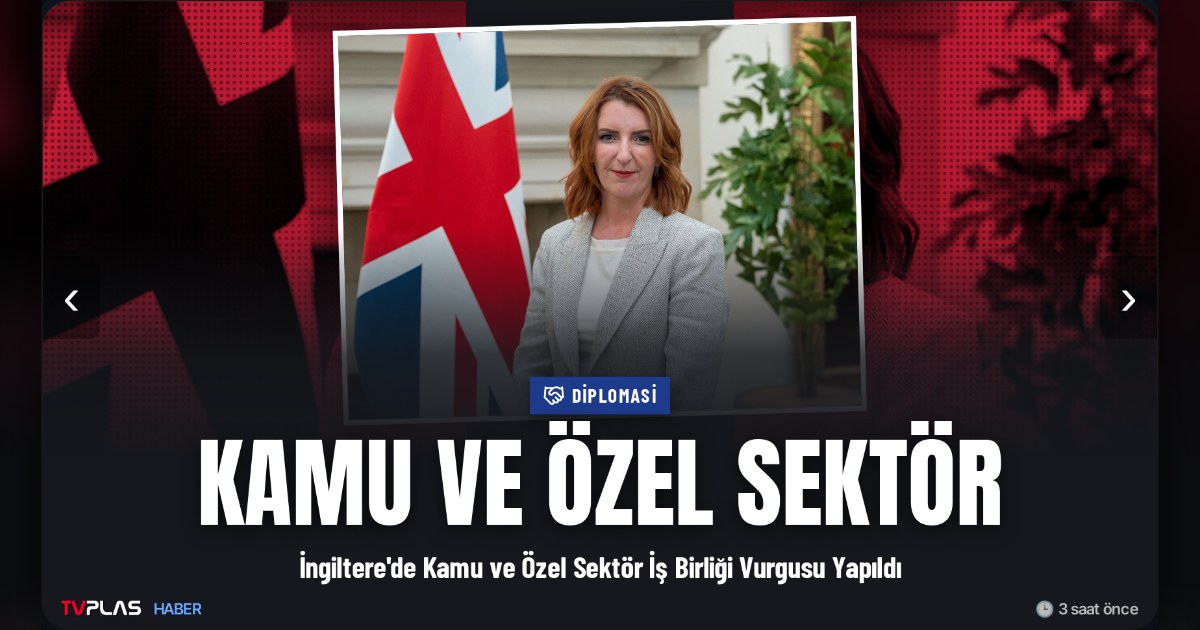 DİPLOMASİ
KAMU VE ÖZEL SEKTÖR
İngiltere'de Kamu ve Özel Sektör İş Birliği Vurgusu Yapıldı
TVPLAS HABER
3 saat önce